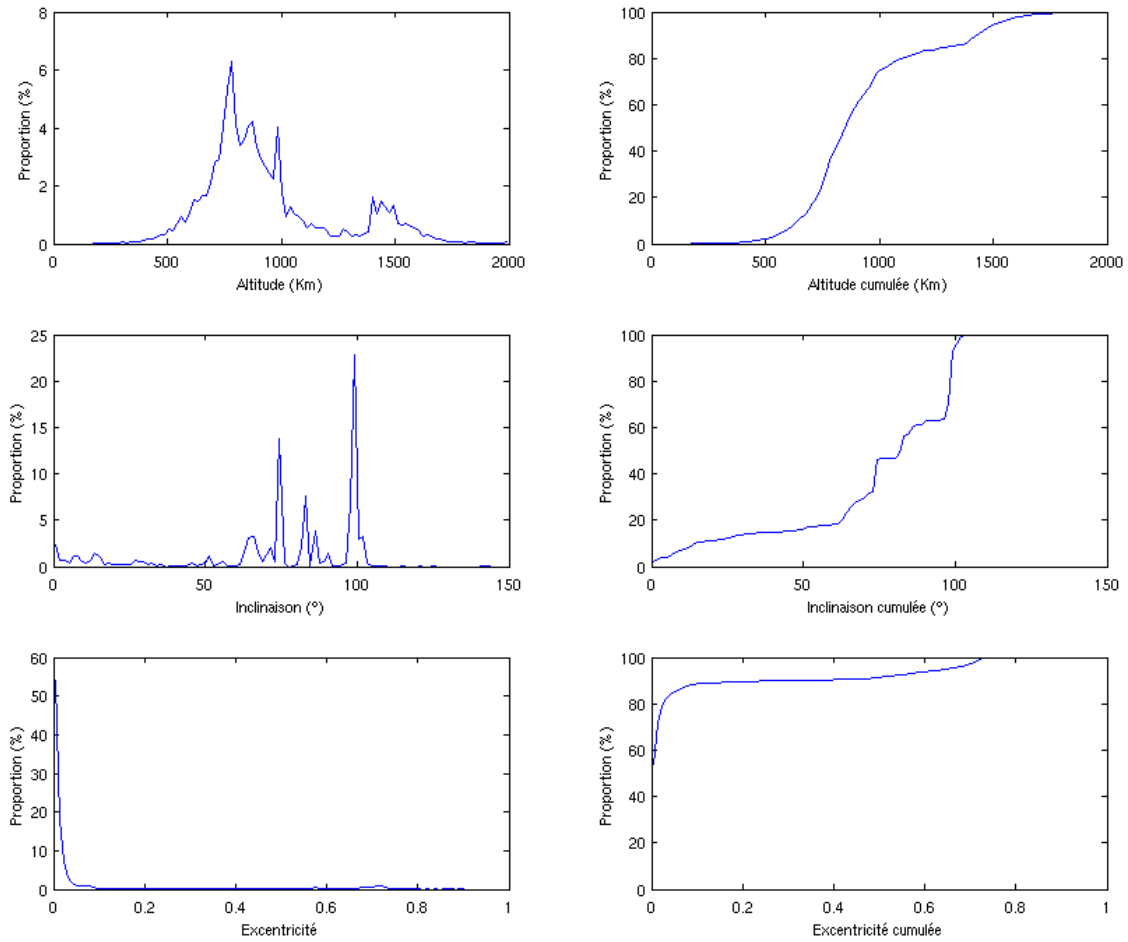 8
6
4
2
0
Proportion (%)
0 500 1000 1500 2000
Altitude (Km)
100
80
60
40
20
0
Proportion (%)
0 500 1000 1500 2000
Altitude cumulée (Km)
25
20
15
10
5
0
Proportion (%)
0 50 100 150
Inclinaison (°)
100
80
60
40
20
0
Proportion (%)
0 50 100 150
Inclinaison cumulée (°)
60
50
40
30
20
10
0
Proportion (%)
0 0.2 0.4 0.6 0.8 1
Excentricité
100
80
60
40
20
0
Proportion (%)
0 0.2 0.4 0.6 0.8 1
Excentricité cumulée